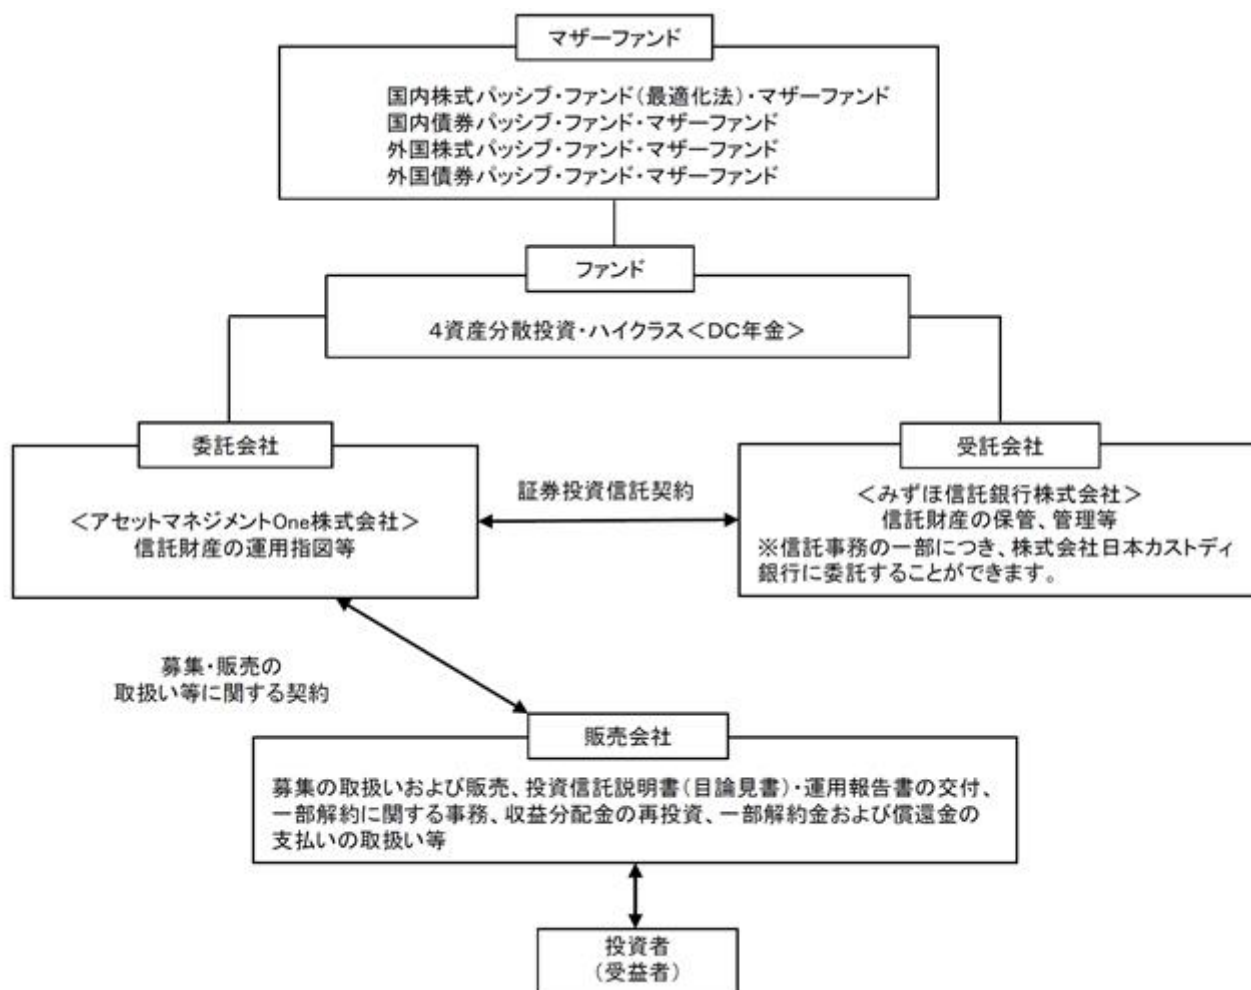 マザーファンド
国内株式パッシブ・ファンド(最適化法)・マザーファンド
国内債券パッシブ・ファンド・マザーファンド
外国株式パッシブ・ファンド・マザーファンド
外国債券パッシブ・ファンド・マザーファンド
ファンド
4資産分散投資・ハイクラス<DC年金>
委託会社
<アセットマネジメントOne株式会社>
信託財産の運用指図等
証券投資信託契約
受託会社
<みずほ信託銀行株式会社>
信託財産の保管、管理等
※信託事務の一部につき、株式会社日本カストディ
銀行に委託することができます。
募集・販売の
取扱い等に関する契約
販売会社
募集の取扱いおよび販売、投資信託説明書(目論見書)・運用報告書の交付、
一部解約に関する事務、収益分配金の再投資、一部解約金および償還金の
支払いの取扱い等
投資者
(受益者)